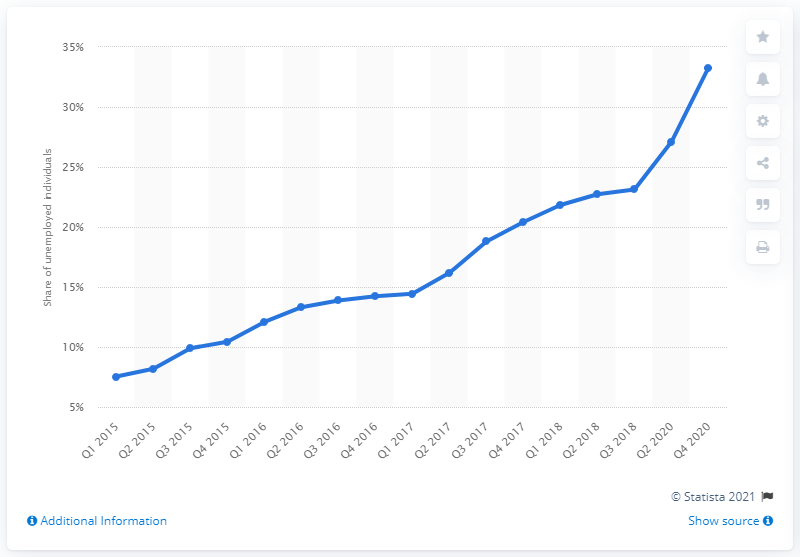 35%
30%
25%
20%
15%
10%
5%
Share of unemployed individuals
Q1 2015
Q2 2015
Q3 2015
Q4 2015
Q1 2016
Q2 2016
Q3 2016
Q4 2016
Q1 2017
Q2 2017
Q3 2017
Q4 2017
Q1 2018
Q2 2018
Q3 2018
Q2 2020
Q4 2020
© Statista 2021
Additional Information
Show source